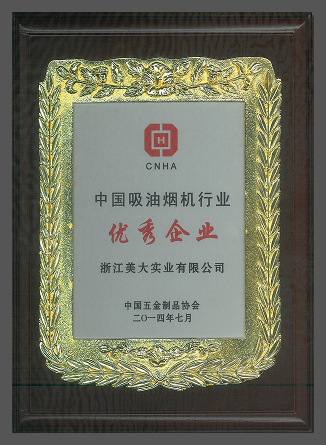 H
CNHA
中国吸油烟机行业
优秀企业
浙江美大实业有限公司
中国五金制品协会
二〇一四年七月